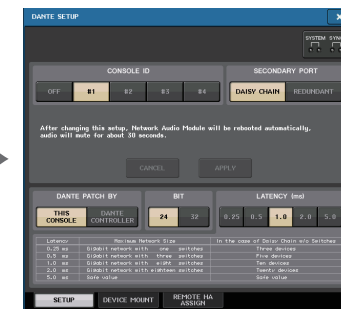 DANTE SETUP
SYSTEM SYNC
CONSOLE ID
SECONDARY PORT
OFF #1 #2 #3 #4 DAISY CHAIN REDUNDANT
After changing this setup, Network Audio Module will be rebooted automatically,
audio will mute for about 30 seconds.
CANCEL APPLY
DANTE PATCH BY BIT LATENCY (ms)
THIS CONSOLE DANTE CONTROLLER 24 32 0.25 0.5 1.0 2.0 5.0
Latency Maximum Network Size In the case of Daisy Chain w/o Switches
0.25 ms Gigabit network with one switches Three devices
0.5 ms Gigabit network with three switches Five devices
1.0 ms Gigabit network with eight switches Ten devices
2.0 ms Gigabit network with eighteen switches Twenty devices
5.0 ms Safe value Safe value
SETUP DEVICE MOUNT REMOTE HA ASSIGN